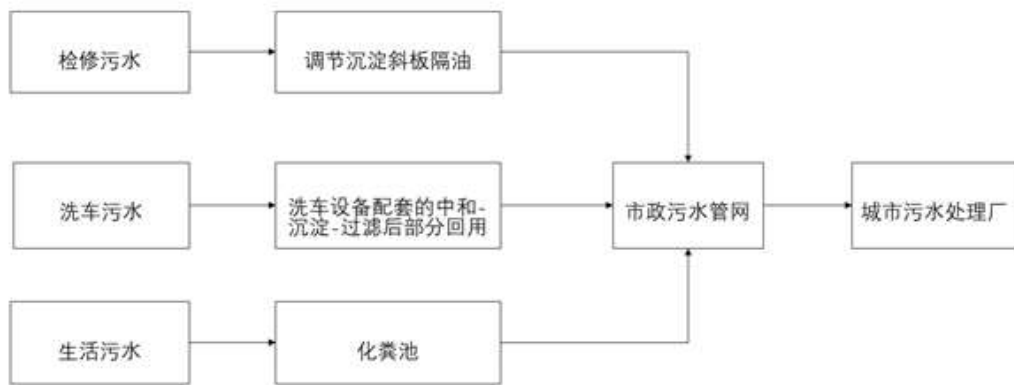 检修污水
调节沉淀斜板隔油
洗车污水
洗车设备配套的中和-
沉淀-过滤后部分回用
市政污水管网
城市污水处理厂
生活污水
化粪池